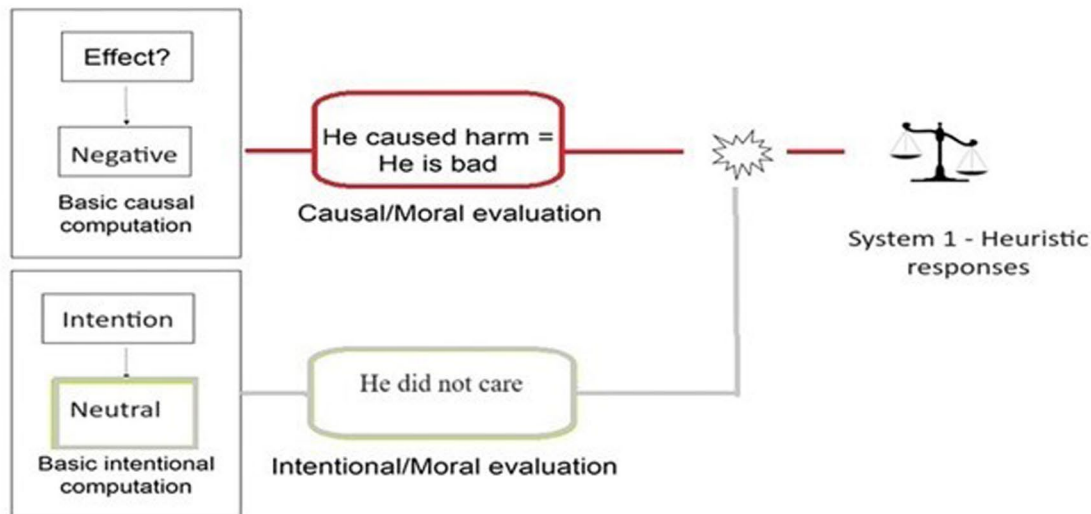 Effect?
Negative
Basic causal
computation
He caused harm =
He is bad
Causal/Moral evaluation
System 1 - Heuristic
responses
Intention
Neutral
Basic intentional
computation
He did not care
Intentional/Moral evaluation